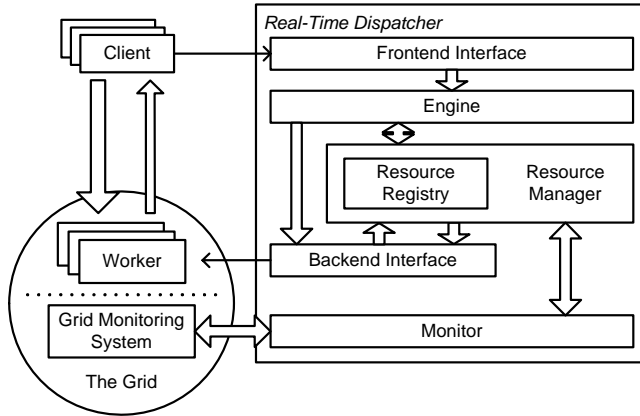 Real-Time Dispatcher
Client
Frontend Interface
Engine
Resource
Registry
Resource
Manager
Worker
Backend Interface
Grid Monitoring
System
Monitor
The Grid